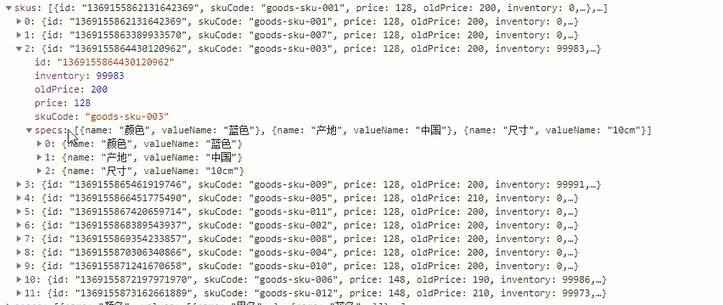 skus: [{id: "1369155862131642369", skuCode: "goods-sku-001", price: 128, oldPrice: 200, inventory: 0,…},…]
0: {id: "1369155862131642369", skuCode: "goods-sku-001", price: 128, oldPrice: 200, inventory: 0,…}
1: {id: "1369155863389933570", skuCode: "goods-sku-007", price: 128, oldPrice: 200, inventory: 0,…}
2: {id: "1369155864430120962", skuCode: "goods-sku-003", price: 128, oldPrice: 200, inventory: 99983,…}
id: "1369155864430120962"
inventory: 99983
oldPrice: 200
price: 128
skuCode: "goods-sku-003"
specs: [{name: "颜色", valueName: "蓝色"}, {name: "产地", valueName: "中国"}, {name: "尺寸", valueName: "10cm"}]
0: {name: "颜色", valueName: "蓝色"}
1: {name: "产地", valueName: "中国"}
2: {name: "尺寸", valueName: "10cm"}
3: {id: "1369155865461919746", skuCode: "goods-sku-009", price: 128, oldPrice: 200, inventory: 99991,…}
4: {id: "1369155866451775490", skuCode: "goods-sku-005", price: 128, oldPrice: 210, inventory: 0,…}
5: {id: "1369155867420659714", skuCode: "goods-sku-011", price: 128, oldPrice: 200, inventory: 0,…}
6: {id: "1369155868389543937", skuCode: "goods-sku-002", price: 128, oldPrice: 200, inventory: 0,…}
7: {id: "1369155869354233857", skuCode: "goods-sku-008", price: 128, oldPrice: 200, inventory: 0,…}
8: {id: "1369155870306340866", skuCode: "goods-sku-004", price: 128, oldPrice: 200, inventory: 0,…}
9: {id: "1369155871241670658", skuCode: "goods-sku-010", price: 128, oldPrice: 200, inventory: 0,…}
10: {id: "1369155872197971970", skuCode: "goods-sku-006", price: 148, oldPrice: 190, inventory: 99986,…}
11: {id: "1369155873162661889", skuCode: "goods-sku-012", price: 148, oldPrice: 210, inventory: 99973,…}